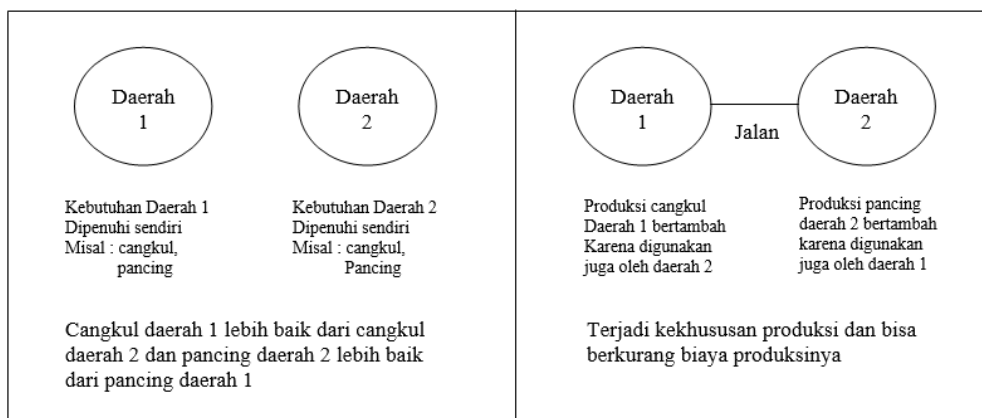 Daerah
1
Daerah
2
Kebutuhan Daerah 1
Dipenuhi sendiri
Misal : cangkul,
pancing
Kebutuhan Daerah 2
Dipenuhi sendiri
Misal : cangkul,
Pancing
Cangkul daerah 1 lebih baik dari cangkul
daerah 2 dan pancing daerah 2 lebih baik
dari pancing daerah 1
Daerah
1
Jalan
Daerah
2
Produksi cangkul
Daerah 1 bertambah
Karena digunakan
juga oleh daerah 2
Produksi pancing
daerah 2 bertambah
karena digunakan
juga oleh daerah 1
Terjadi kekhususan produksi dan bisa
berkurang biaya produksinya